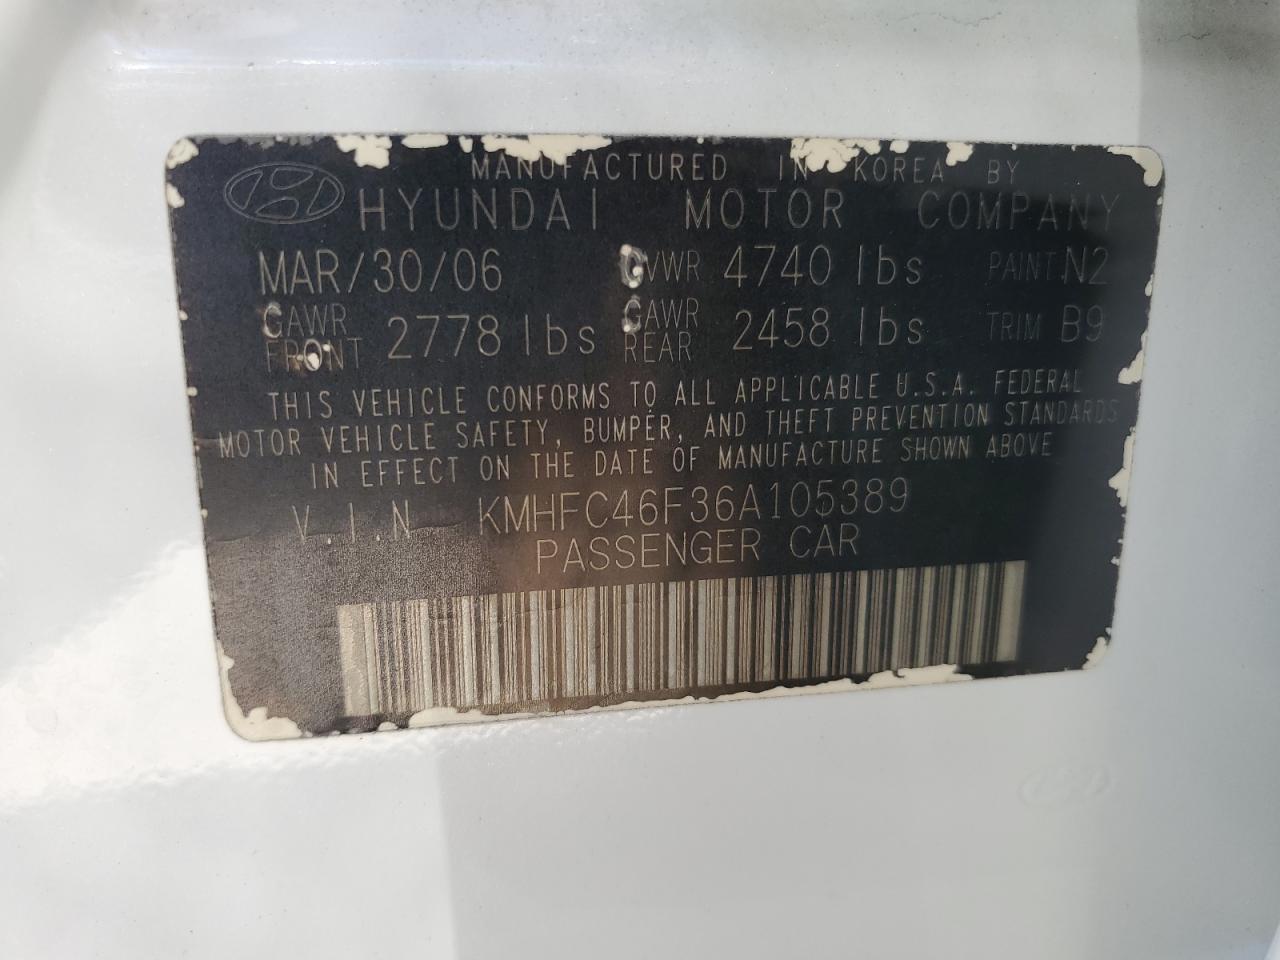 MANUFACTURED IN KOREA BY
HYUNDAI MOTOR COMPANY
MAR/30/06 GVWR 4740 lbs PAINT N2
GAWR FRONT 2778 lbs GAWR REAR 2458 lbs TRIM B9
THIS VEHICLE CONFORMS TO ALL APPLICABLE U.S.A. FEDERAL
MOTOR VEHICLE SAFETY, BUMPER, AND THEFT PREVENTION STANDARDS
IN EFFECT ON THE DATE OF MANUFACTURE SHOWN ABOVE
V.I.N KMHFC46F36A105389
PASSENGER CAR